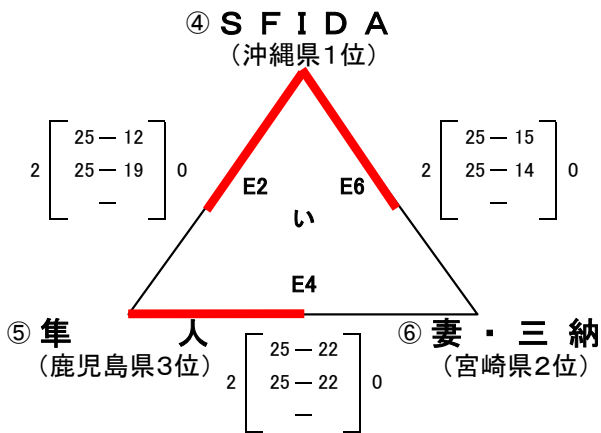 ④ ＳＦＩＤＡ
（沖縄県１位）
25 ― 12
2 25 ― 19 0
―
25 ― 15
2 25 ― 14 0
―
E2 E6
い
E4
⑤ 隼　　人
（鹿児島県３位）
⑥ 妻・三納
（宮崎県２位）
25 ― 22
2 25 ― 22 0
―